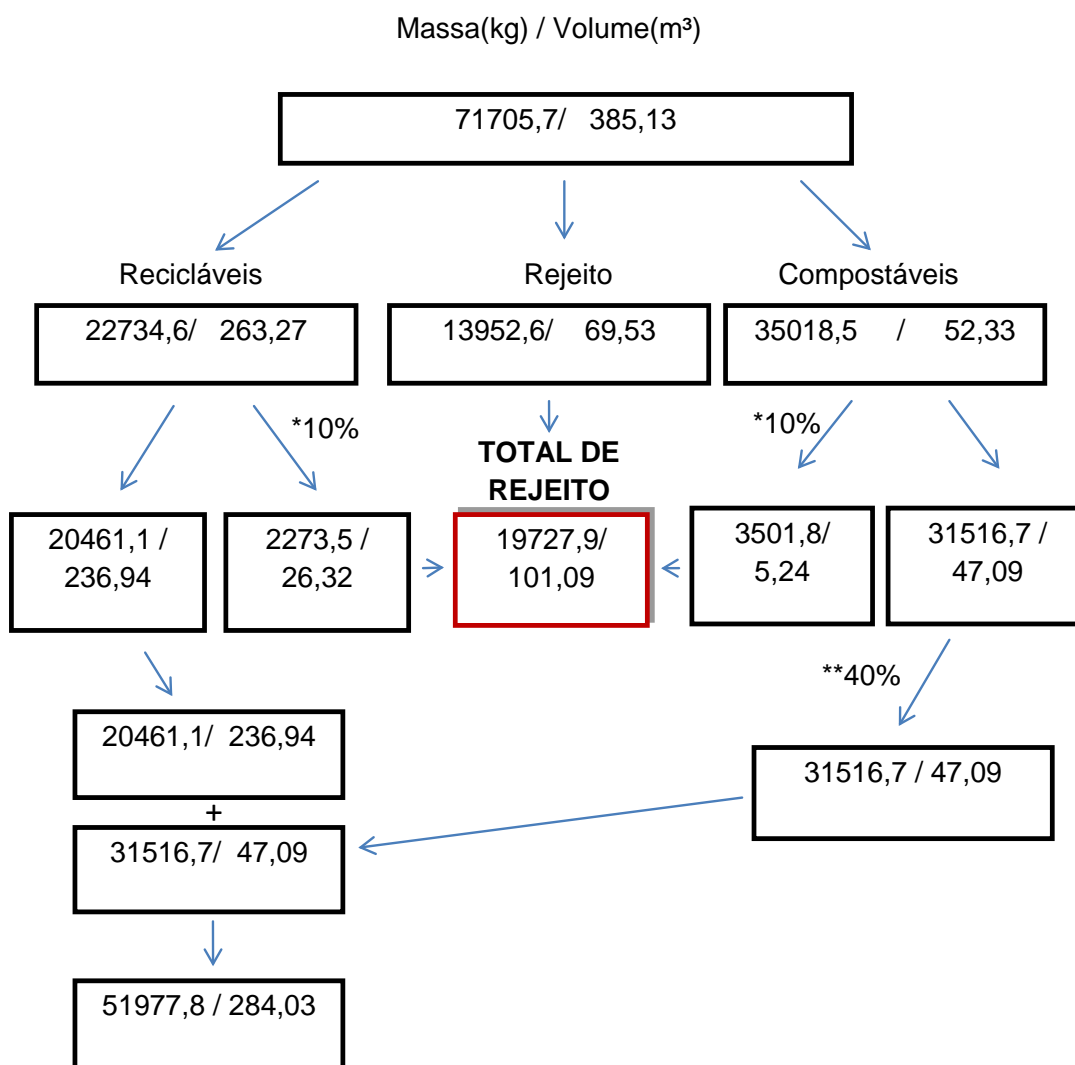 Massa(kg) / Volume(m³)
71705,7/ 385,13
Recicláveis
Rejeito
Compostáveis
22734,6/ 263,27
13952,6/ 69,53
35018,5 / 52,33
*10%
*10%
TOTAL DE
REJEITO
20461,1 /
236,94
2273,5 /
26,32
19727,9/
101,09
3501,8/
5,24
31516,7 /
47,09
**40%
20461,1/ 236,94
31516,7 / 47,09
+
31516,7/ 47,09
51977,8 / 284,03